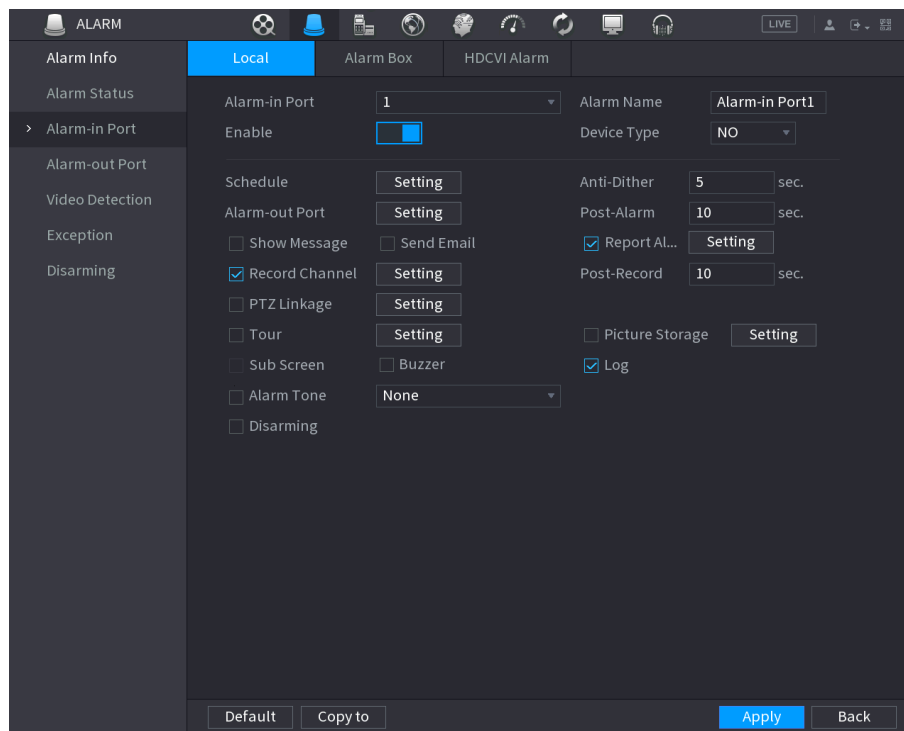 ALARM LIVE
Alarm Info
Alarm Status
Alarm-in Port
Alarm-out Port
Video Detection
Exception
Disarming
Local Alarm Box HDCVI Alarm
Alarm-in Port 1 Alarm Name Alarm-in Port1
Enable Device Type NO
Schedule Setting Anti-Dither 5 sec.
Alarm-out Port Setting Post-Alarm 10 sec.
Show Message Send Email Report Al... Setting
Record Channel Setting Post-Record 10 sec.
PTZ Linkage Setting
Tour Setting Picture Storage Setting
Sub Screen Buzzer Log
Alarm Tone None
Disarming
Default Copy to Apply Back